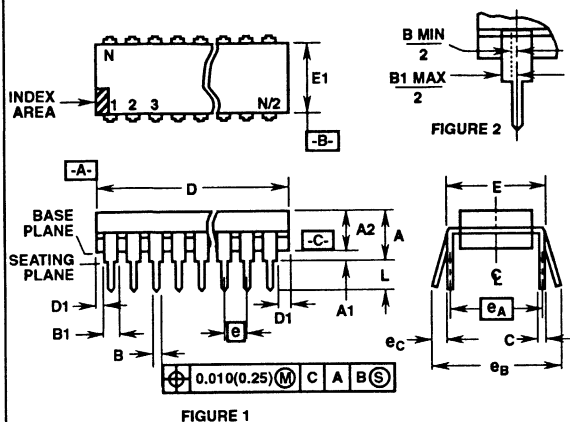 N
INDEX
AREA
1 2 3 N/2
E1
-B-
B MIN
2
B1 MAX
2
FIGURE 2
-A-
D
BASE
PLANE
SEATING
PLANE
-C-
A2
A
L
A1
D1
D1
B1
B
e
E
C
L
eA
eC
C
eB
0.010(0.25) M C A B S
FIGURE 1